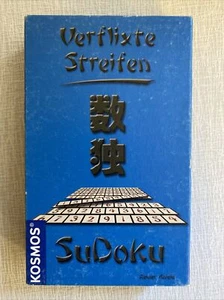 Verflixte
Streifen
数
独
SuDoku
KOSMOS